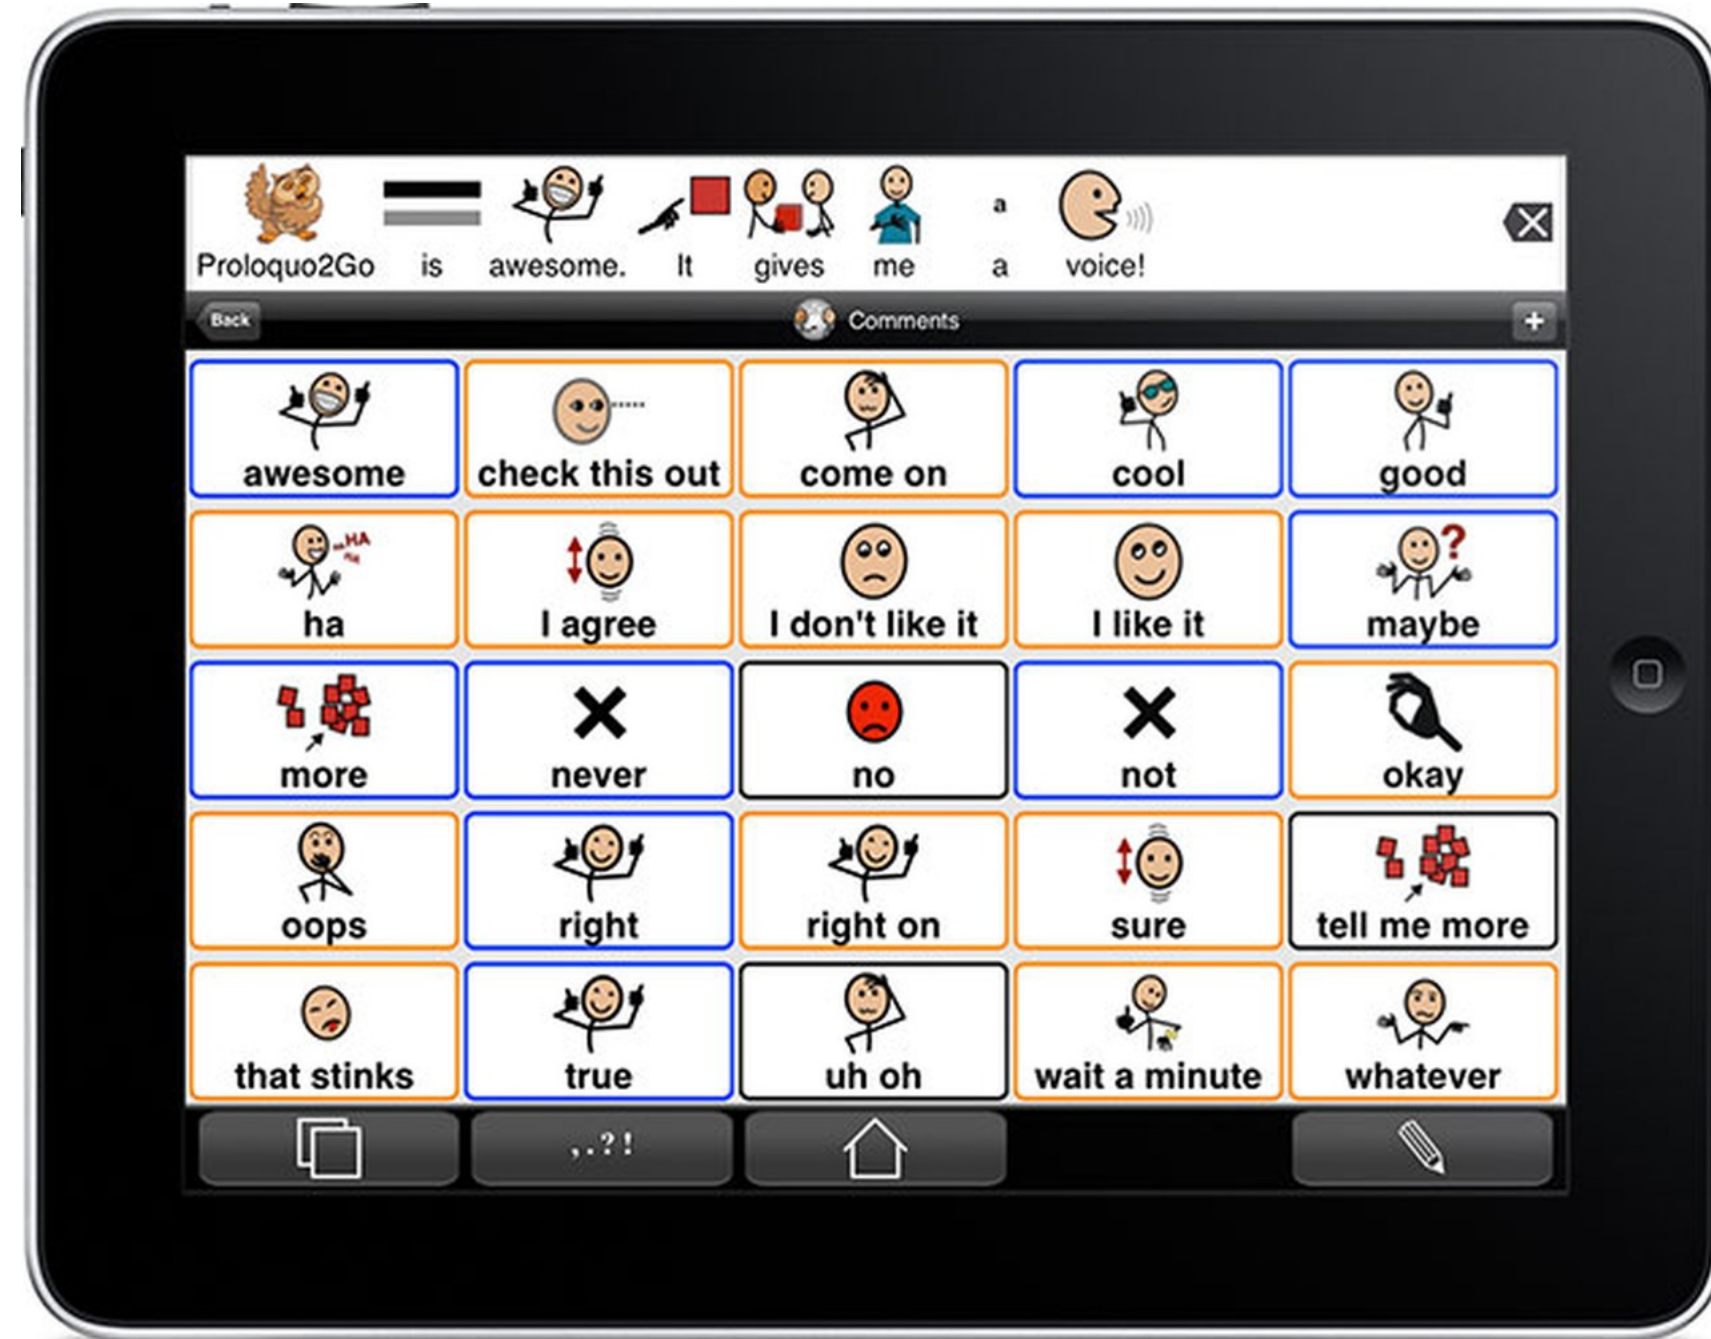 Proloquo2Go is awesome. It gives me a voice!
Back Comments +
awesome check this out come on cool good
HA
ha I agree I don't like it I like it maybe
?
more never no not okay
oops right right on sure tell me more
that stinks true uh oh wait a minute whatever
,.?!